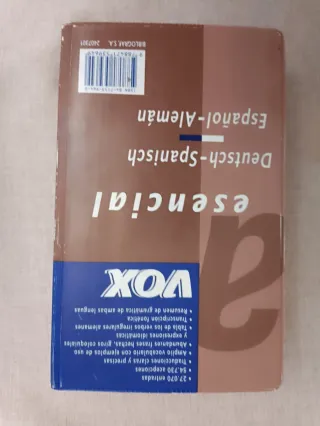 • 27.070 entradas
• 54.730 acepciones
• Traducciones claras y precisas
• Amplio vocabulario con ejemplos de uso
• Abundantes frases hechas, giros coloquiales
y expresiones idiomáticas
• Tabla de los verbos irregulares alemanes
• Transcripción fonética
• Resumen de gramática de ambas lenguas
VOX
a
esencial
Deutsch-Spanisch
Español-Alemán
BIBLOGRAF, S.A. 2407321